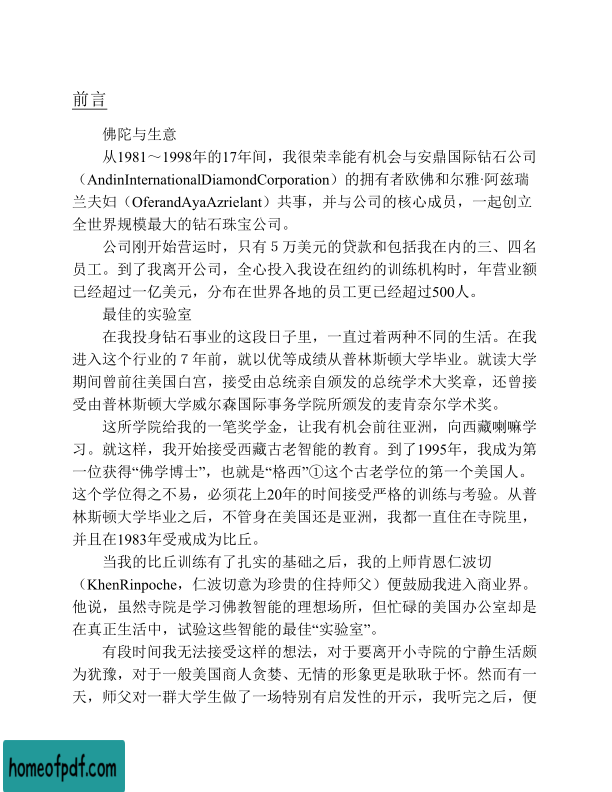 前言
佛陀与生意
从1981～1998年的17年间，我很荣幸能有机会与安鼎国际钻石公司
（AndinInternationalDiamondCorporation）的拥有者欧佛和尔雅·阿兹瑞
兰夫妇（OferandAyaAzrielant）共事，并与公司的核心成员，一起创立
全世界规模最大的钻石珠宝公司。
公司刚开始营运时，只有５万美元的贷款和包括我在内的三、四名
员工。到了我离开公司，全心投入我设在纽约的训练机构时，年营业额
已经超过一亿美元，分布在世界各地的员工更已经超过500人。
最佳的实验室
在我投身钻石事业的这段日子里，一直过着两种不同的生活。在我
进入这个行业的７年前，就以优等成绩从普林斯顿大学毕业。就读大学
期间曾前往美国白宫，接受由总统亲自颁发的总统学术大奖章，还曾接
受由普林斯顿大学威尔森国际事务学院所颁发的麦肯奈尔学术奖。
这所学院给我的一笔奖学金，让我有机会前往亚洲，向西藏喇嘛学
习。就这样，我开始接受西藏古老智能的教育。到了1995年，我成为第
一位获得“佛学博士”，也就是“格西”①这个古老学位的第一个美国人。
这个学位得之不易，必须花上20年的时间接受严格的训练与考验。从普
林斯顿大学毕业之后，不管身在美国还是亚洲，我都一直住在寺院里，
并且在1983年受戒成为比丘。
当我的比丘训练有了扎实的基础之后，我的上师肯恩仁波切
（KhenRinpoche，仁波切意为珍贵的住持师父）便鼓励我进入商业界。
他说，虽然寺院是学习佛教智能的理想场所，但忙碌的美国办公室却是
在真正生活中，试验这些智能的最佳“实验室”。
有段时间我无法接受这样的想法，对于要离开小寺院的宁静生活颇
为犹豫，对于一般美国商人贪婪、无情的形象更是耿耿于怀。然而有一
天，师父对一群大学生做了一场特别有启发性的开示，我听完之后，便
homeofpdf.com